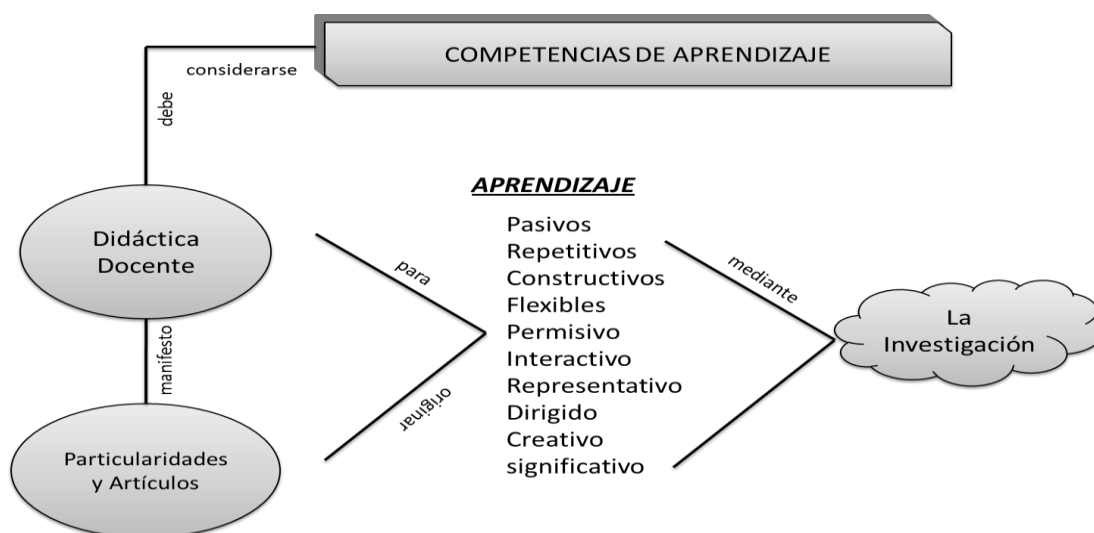 COMPETENCIAS DE APRENDIZAJE
considerarse
debe
Didáctica
Docente
manifesto
Particularidades
y Artículos
para
originar
APRENDIZAJE
Pasivos
Repetitivos
Constructivos
Flexibles
Permisivo
Interactivo
Representativo
Dirigido
Creativo
significativo
mediante
La
Investigación